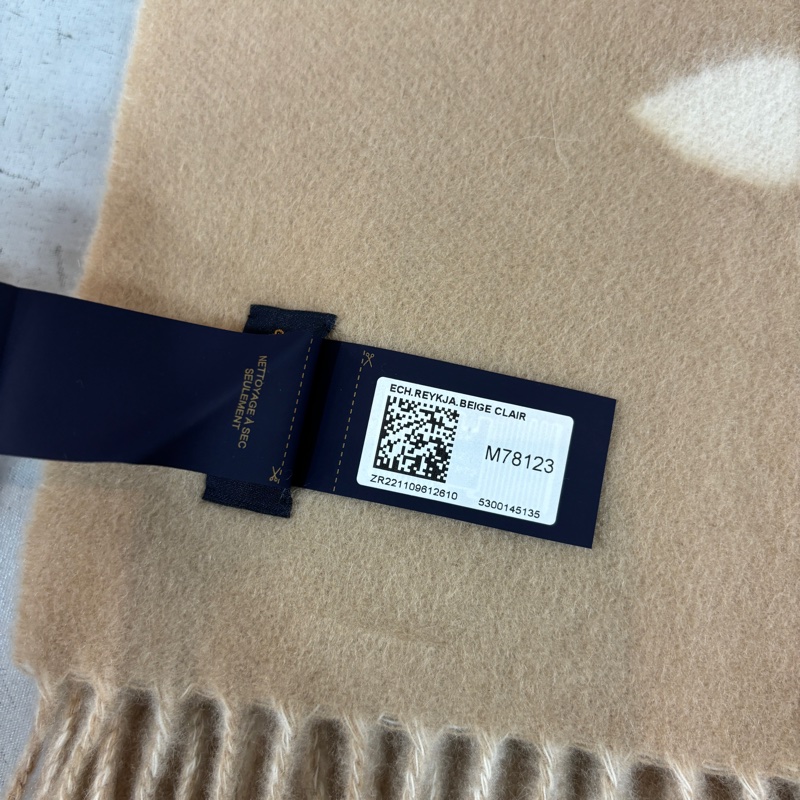 NETTOYAGE À SEC
SEULEMENT
ECH.REYKJA.BEIGE CLAIR
M78123
ZR221109612610
5300145135